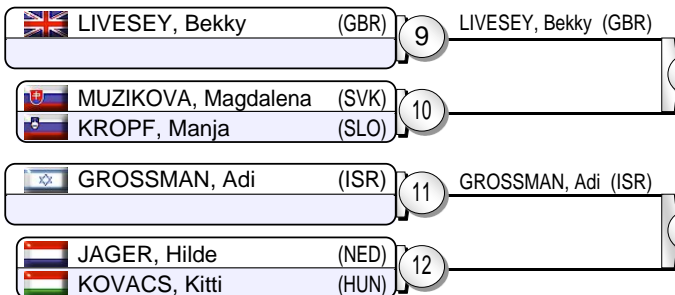 LIVESEY, Bekky (GBR) 9 LIVESEY, Bekky (GBR)
MUZIKOVA, Magdalena (SVK)
10
KROPF, Manja (SLO)
GROSSMAN, Adi (ISR) 11 GROSSMAN, Adi (ISR)
JAGER, Hilde (NED)
12
KOVACS, Kitti (HUN)